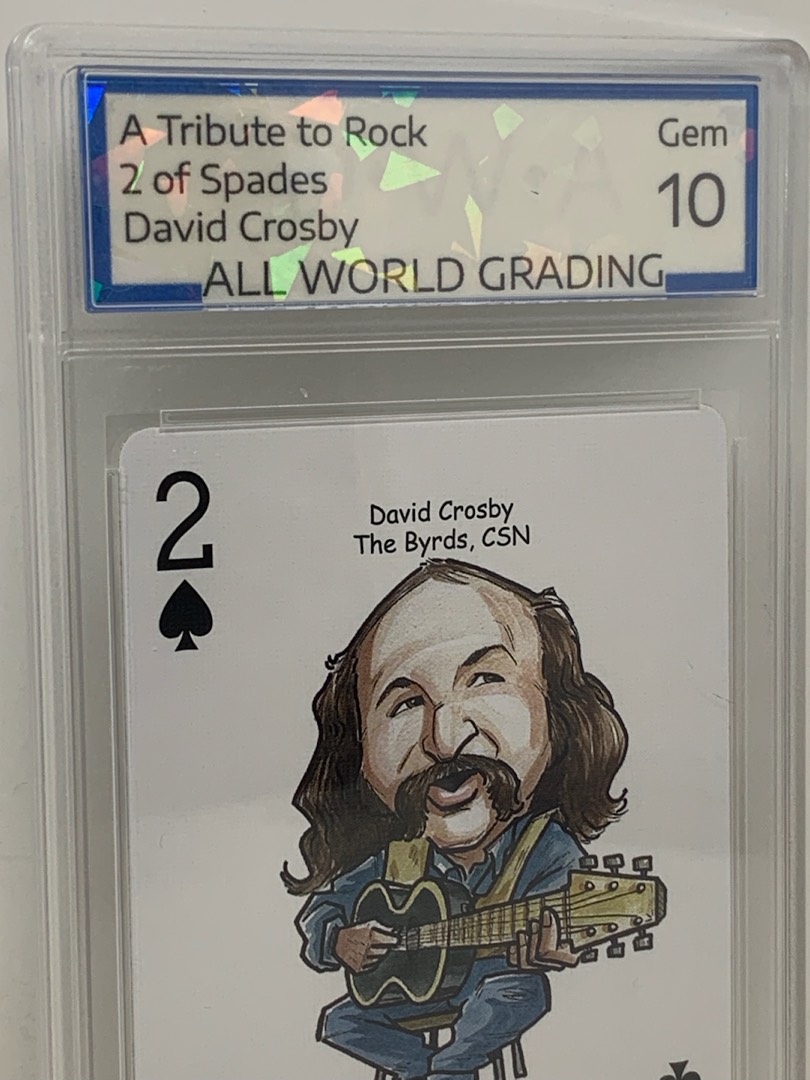 A Tribute to Rock
Gem
2 of Spades
10
David Crosby
ALL WORLD GRADING
2
David Crosby
The Byrds, CSN